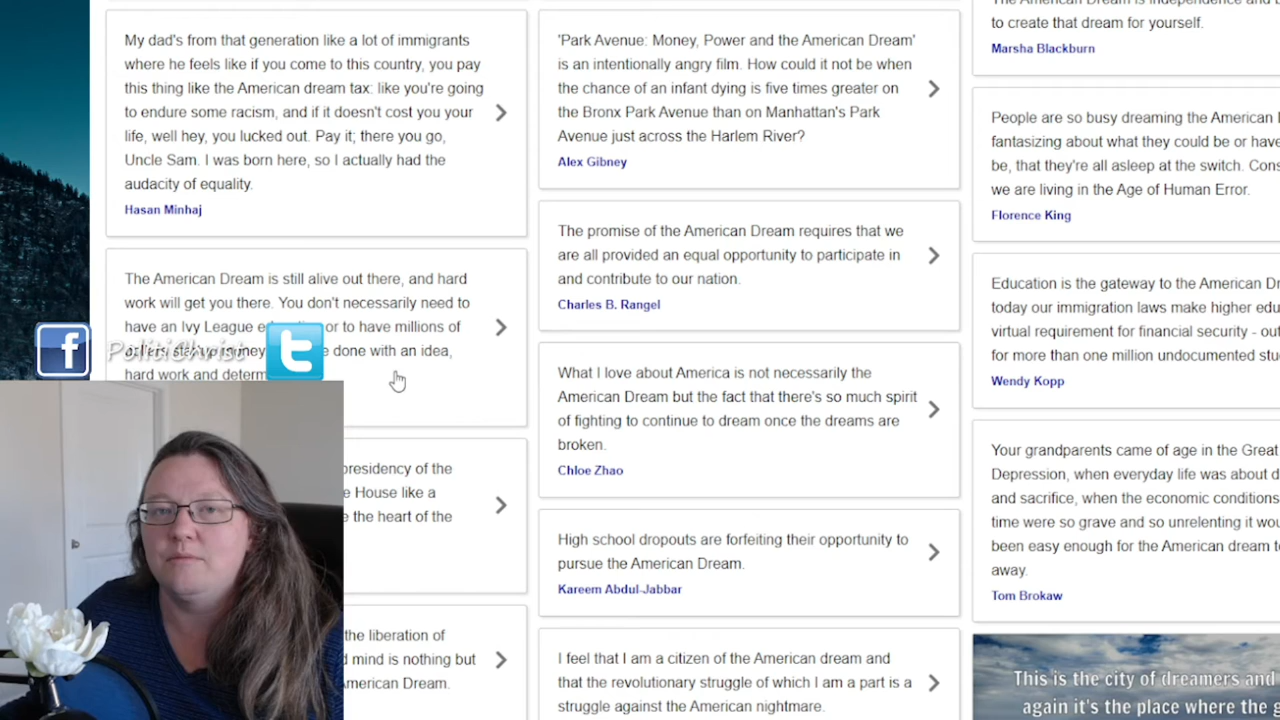 My dad's from that generation like a lot of immigrants
where he feels like if you come to this country, you pay
this thing like the American dream tax: like you're going
to endure some racism, and if it doesn't cost you your
life, well hey, you lucked out. Pay it; there you go,
Uncle Sam. I was born here, so I actually had the
audacity of equality.
Hasan Minhaj
The American Dream is still alive out there, and hard
work will get you there. You don't necessarily need to
have an Ivy League or to have millions of
done with an idea,
hard work and
f
PolitiChrist
t
presidency of the
House like a
the heart of the
the liberation of
mind is nothing but
American Dream.
'Park Avenue: Money, Power and the American Dream'
is an intentionally angry film. How could it not be when
the chance of an infant dying is five times greater on
the Bronx Park Avenue than on Manhattan's Park
Avenue just across the Harlem River?
Alex Gibney
The promise of the American Dream requires that we
are all provided an equal opportunity to participate in
and contribute to our nation.
Charles B. Rangel
What I love about America is not necessarily the
American Dream but the fact that there's so much spirit
of fighting to continue to dream once the dreams are
broken.
Chloe Zhao
High school dropouts are forfeiting their opportunity to
pursue the American Dream.
Kareem Abdul-Jabbar
I feel that I am a citizen of the American dream and
that the revolutionary struggle of which I am a part is a
struggle against the American nightmare.
The American Dream is independence and
to create that dream for yourself.
Marsha Blackburn
People are so busy dreaming the American
fantasizing about what they could be or have
be, that they're all asleep at the switch.
we are living in the Age of Human Error.
Florence King
Education is the gateway to the American
today our immigration laws make higher
virtual requirement for financial security
for more than one million undocumented
Wendy Kopp
Your grandparents came of age in the Great
Depression, when everyday life was about
and sacrifice, when the economic conditions
time were so grave and so unrelenting it
been easy enough for the American dream
away.
Tom Brokaw
This is the city of dreamers and
again it's the place where the